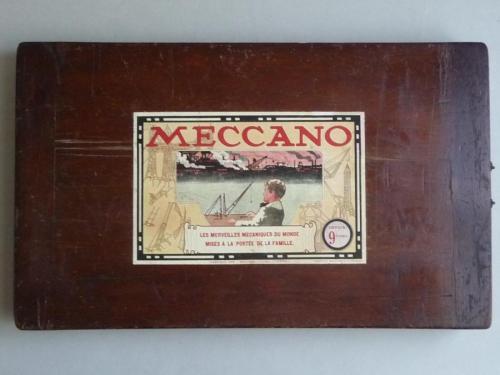 MECCANO
LES MERVEILLES MÉCANIQUES DU MONDE
MISES À LA PORTÉE DE LA FAMILLE.
9